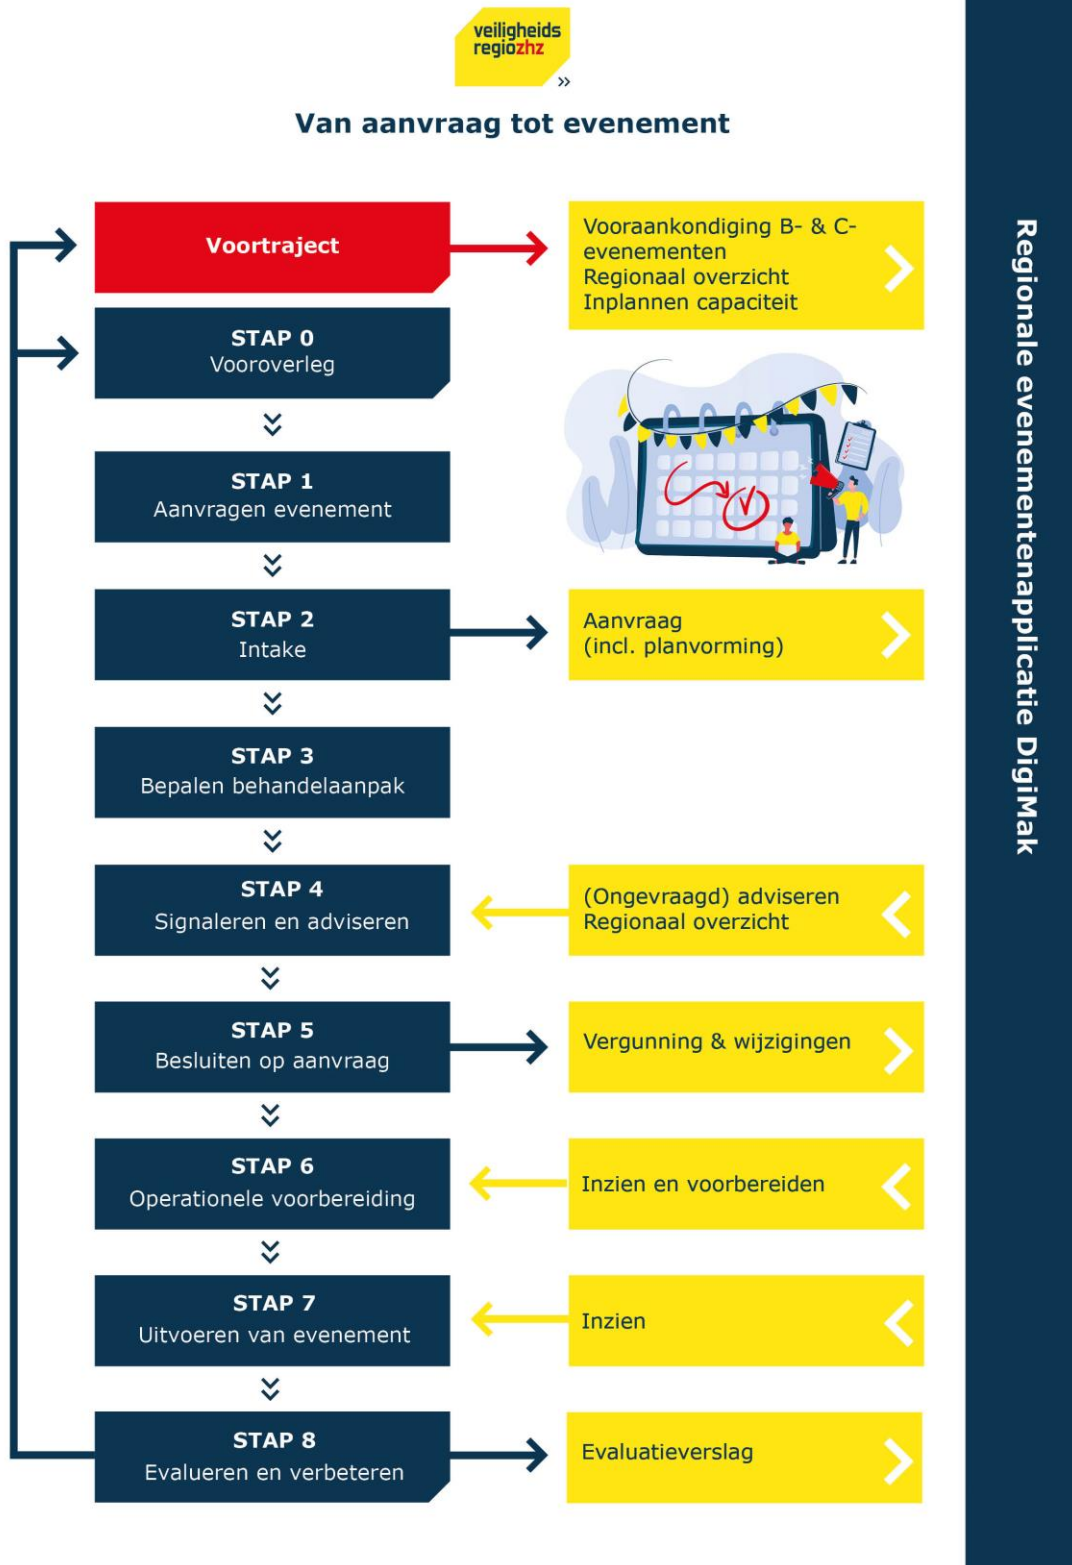 veiligheids
regiozhz
Van aanvraag tot evenement
Voortraject
Vooraankondiging B- & C-
evenementen
Regionaal overzicht
Inplannen capaciteit
STAP 0
Vooroverleg
STAP 1
Aanvragen evenement
STAP 2
Intake
Aanvraag
(incl. planvorming)
STAP 3
Bepalen behandelaanpak
STAP 4
Signaleren en adviseren
(Ongevraagd) adviseren
Regionaal overzicht
STAP 5
Besluiten op aanvraag
Vergunning & wijzigingen
STAP 6
Operationele voorbereiding
Inzien en voorbereiden
STAP 7
Uitvoeren van evenement
Inzien
STAP 8
Evalueren en verbeteren
Evaluatieverslag
Regionale evenementenapplicatie DigiMak